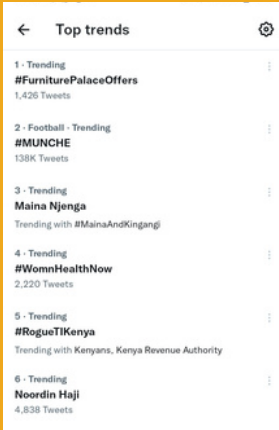 Top trends
1 · Trending
#FurniturePalaceOffers
1,426 Tweets
2 · Football · Trending
#MUNCHE
138K Tweets
3 · Trending
Maina Njenga
Trending with #MainaAndKingangi
4 · Trending
#WomnHealthNow
2,220 Tweets
5 · Trending
#RogueTIKenya
Trending with Kenyans, Kenya Revenue Authority
6 · Trending
Noordin Haji
4,838 Tweets